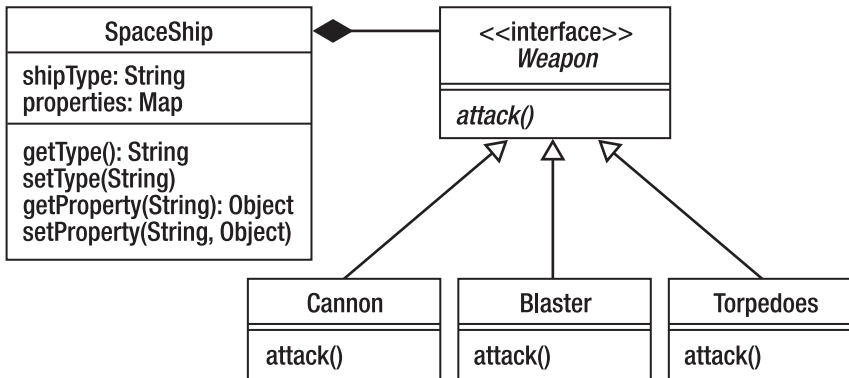 SpaceShip
shipType: String
properties: Map
getType(): String
setType(String)
getProperty(String): Object
setProperty(String, Object)
<<interface>>
Weapon
attack()
Cannon
attack()
Blaster
attack()
Torpedoes
attack()